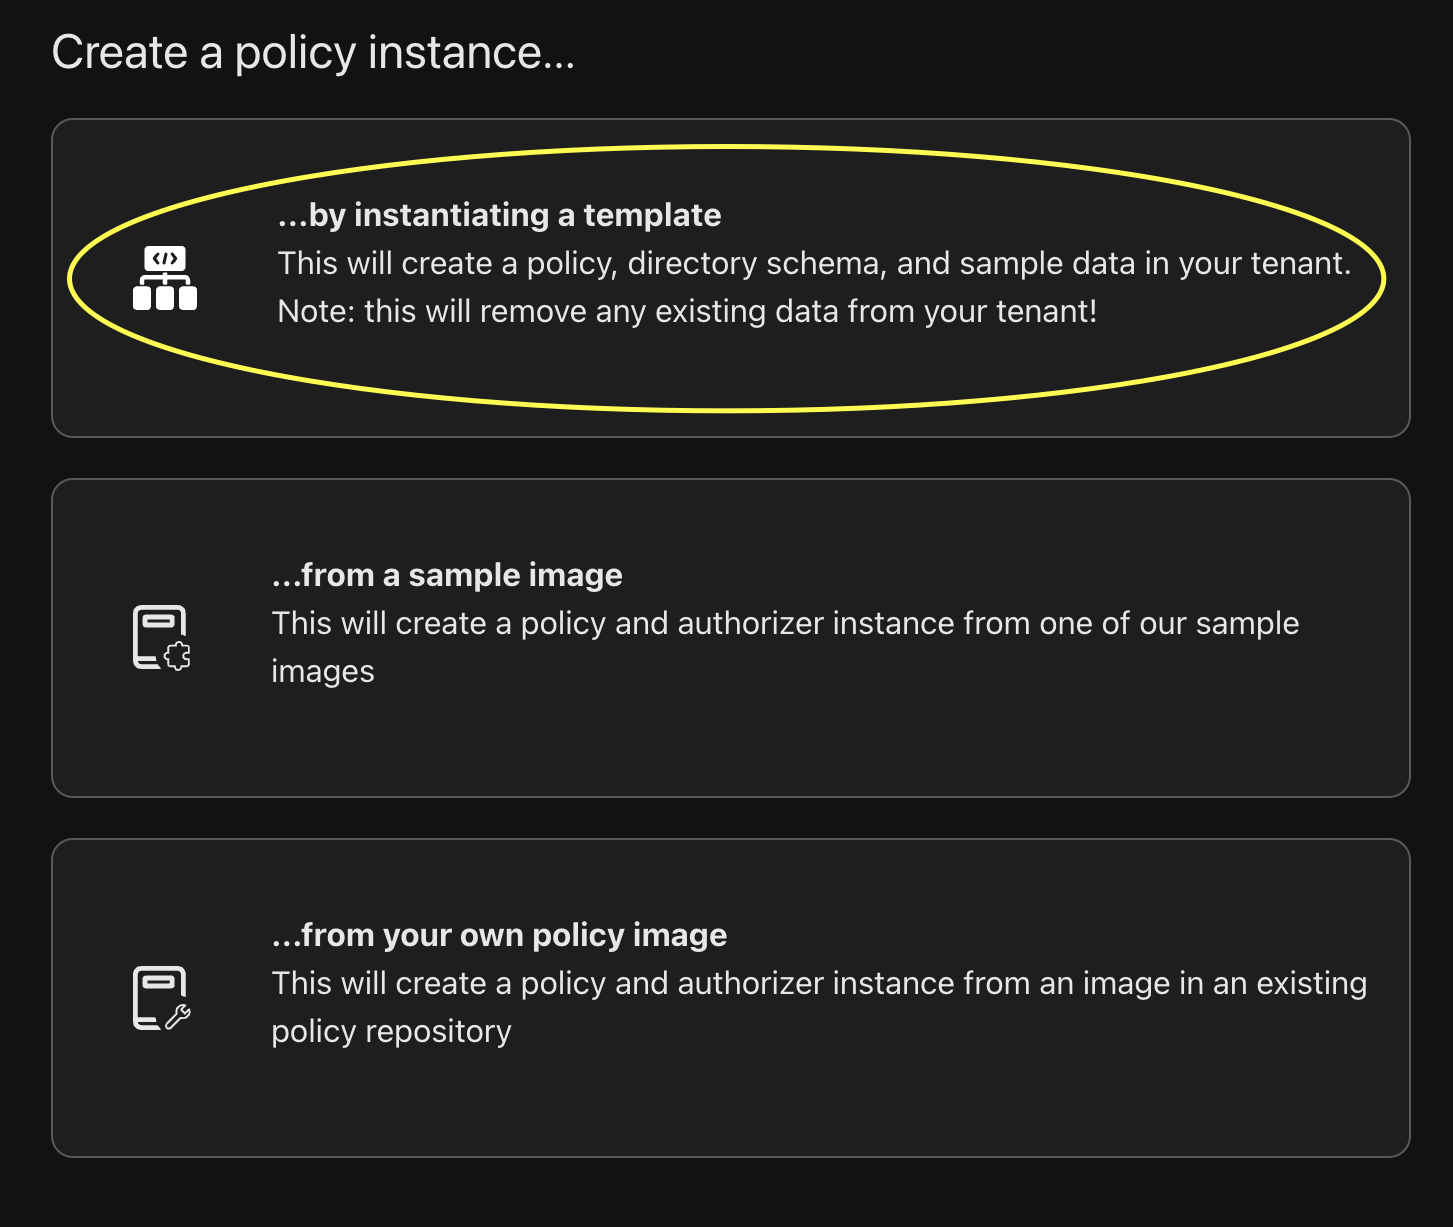 Create a policy instance...
...by instantiating a template
This will create a policy, directory schema, and sample data in your tenant.
Note: this will remove any existing data from your tenant!
...from a sample image
This will create a policy and authorizer instance from one of our sample
images
...from your own policy image
This will create a policy and authorizer instance from an image in an existing
policy repository